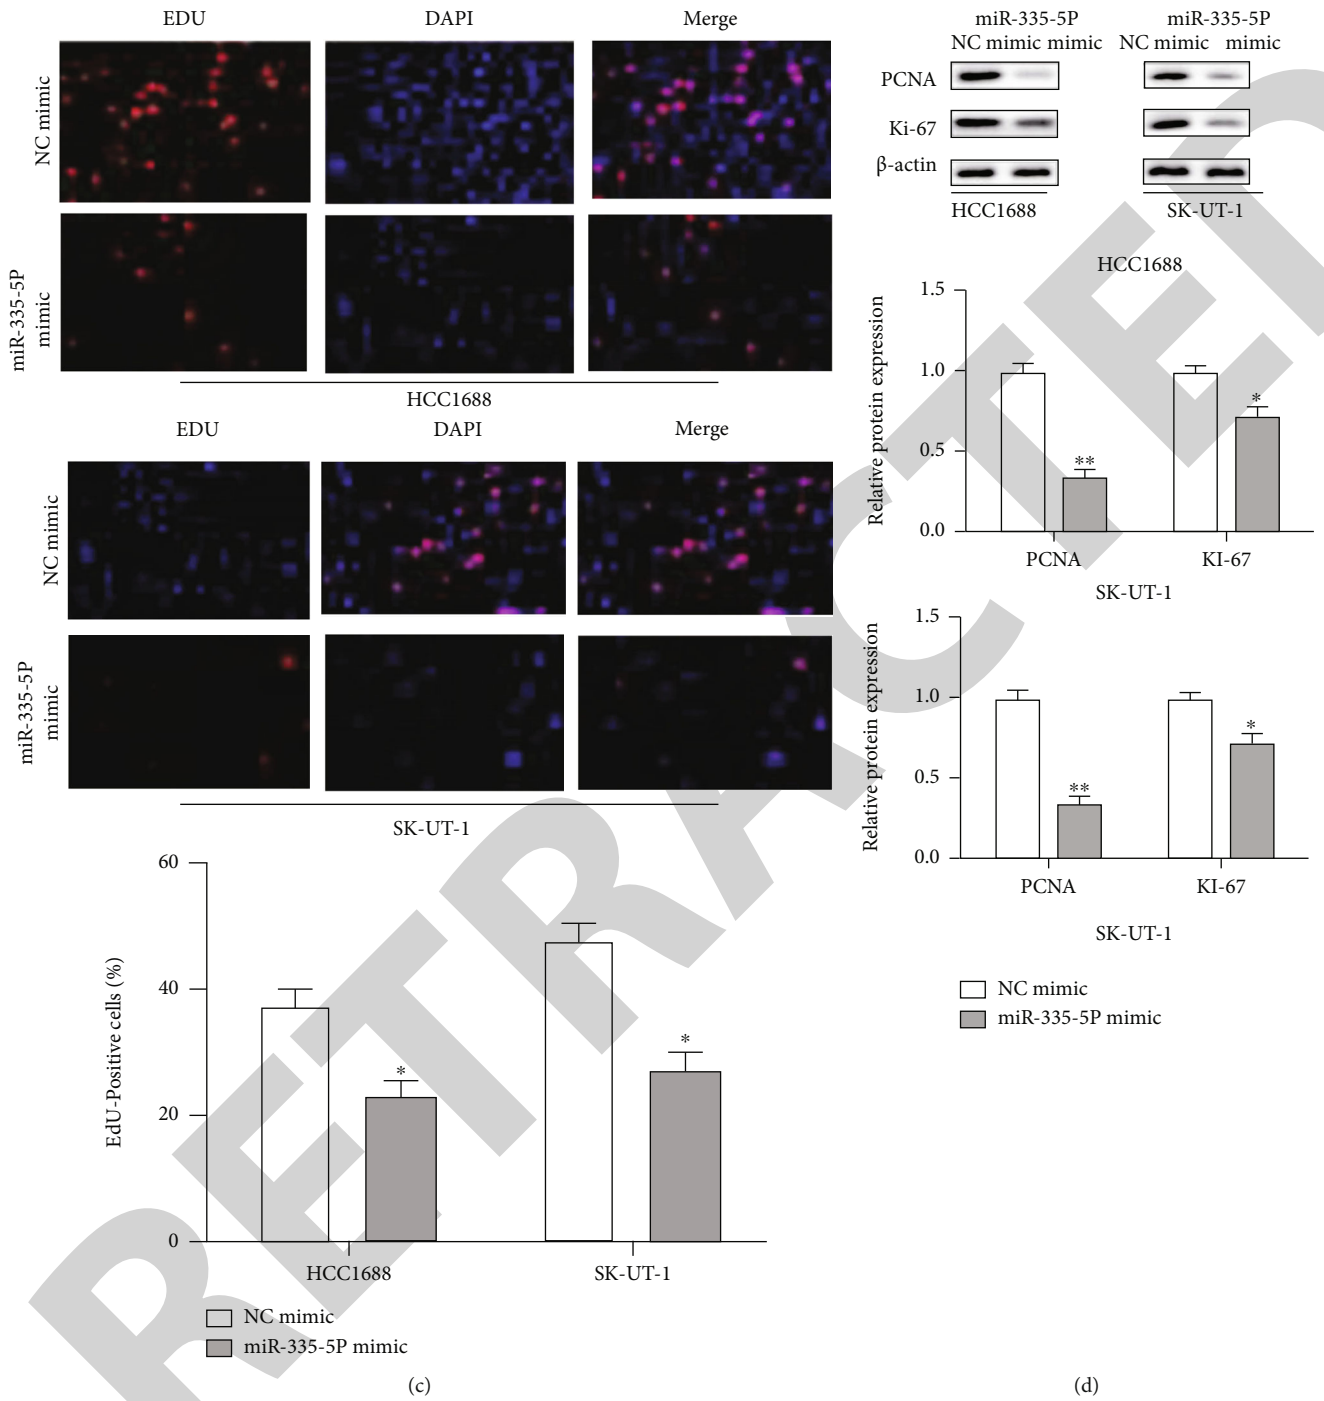 EDU DAPI Merge
NC mimic
miR-335-5P
mimic
HCC1688
EDU DAPI Merge
NC mimic
miR-335-5P
mimic
SK-UT-1
60
40
20
0
EdU-Positive cells (%)
*
*
HCC1688 SK-UT-1
NC mimic
miR-335-5P mimic
(c)
miR-335-5P miR-335-5P
NC mimic mimic NC mimic mimic
PCNA
Ki-67
β-actin
HCC1688 SK-UT-1
HCC1688
1.5
1.0
0.5
0.0
Relative protein expression
**
*
PCNA KI-67
SK-UT-1
1.5
1.0
0.5
0.0
Relative protein expression
**
*
PCNA KI-67
SK-UT-1
NC mimic
miR-335-5P mimic
(d)
RETRACTED